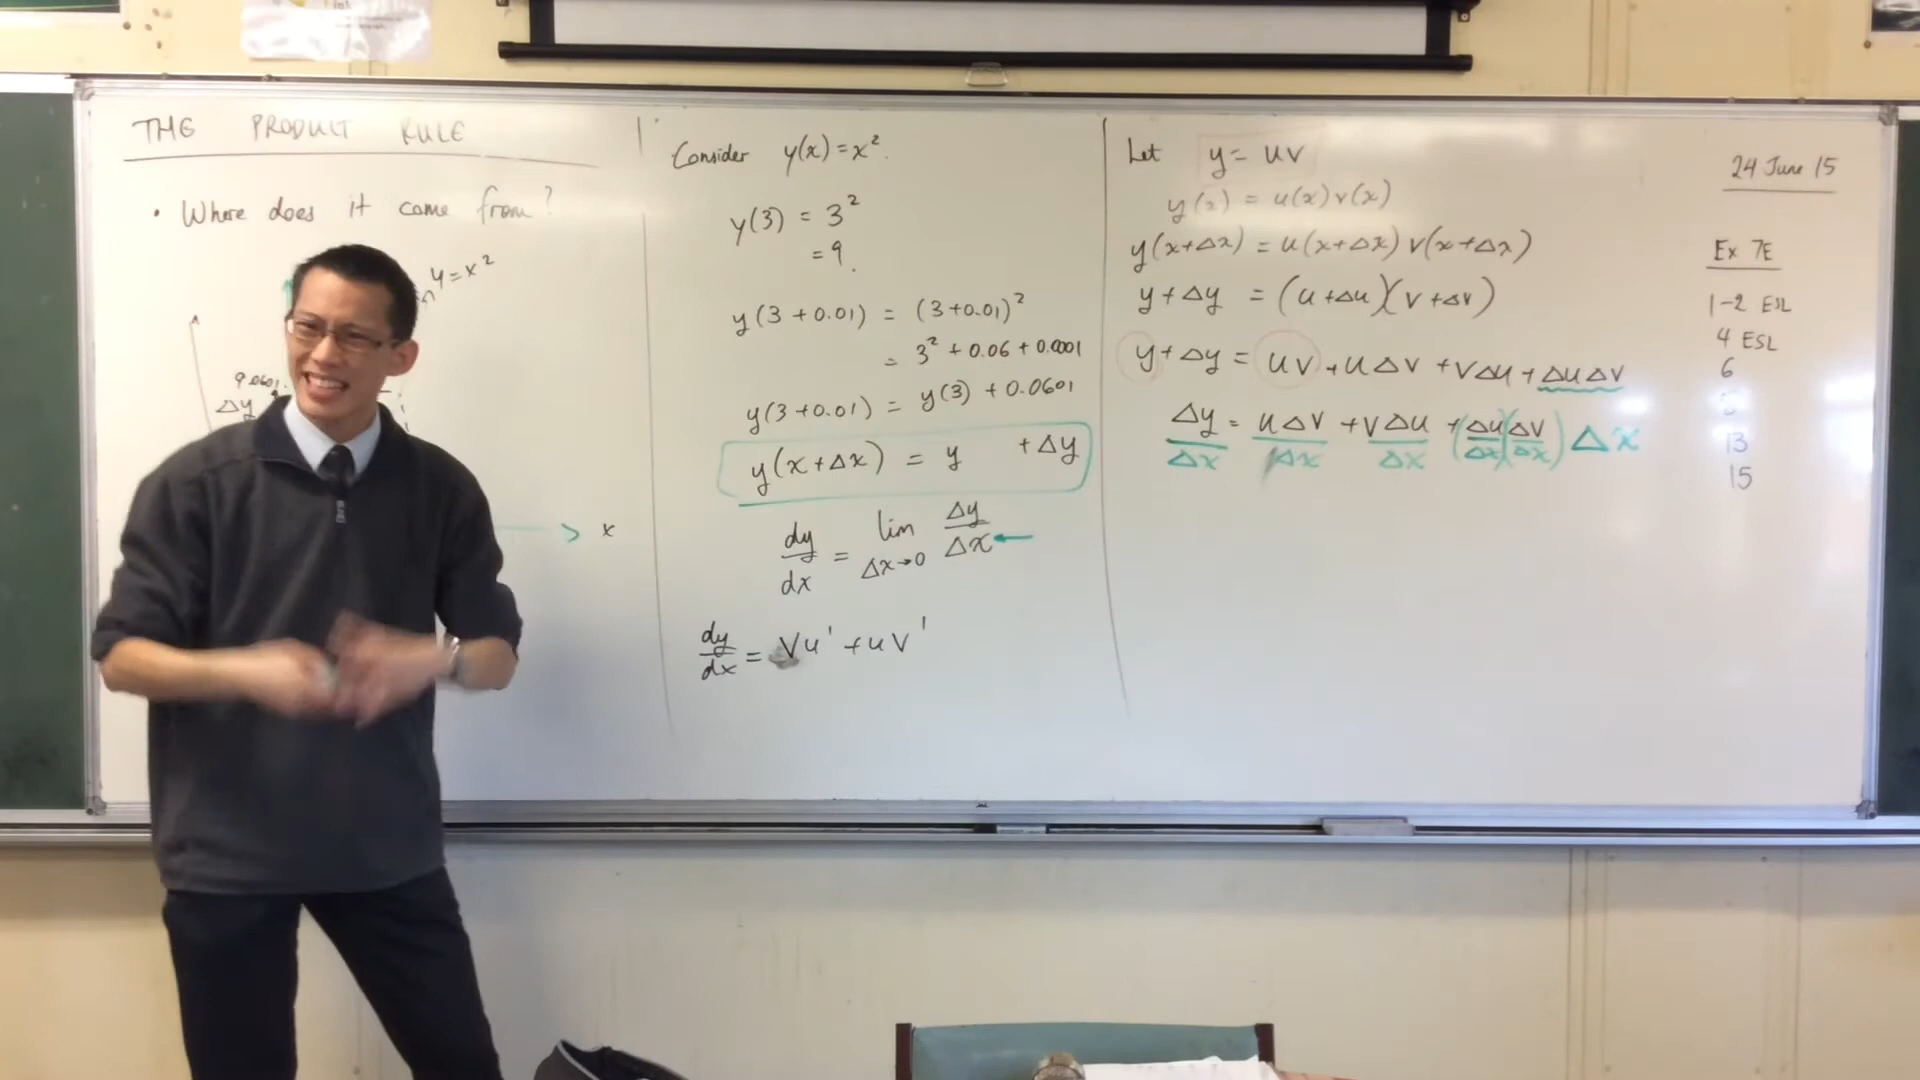 THE PRODUCT RULE
• Where does it come from?
y = x²
9.0601
Δy
x
Consider y(x) = x².
y(3) = 3²
= 9.
y(3 + 0.01) = (3+0.01)²
= 3² + 0.06 + 0.0001
y(3+0.01) = y(3) + 0.0601
y(x+Δx) = y + Δy
dy/dx = lim Δx→0 Δy/Δx ←
dy/dx = Vu' + uv'
Let y = uv
y(x) = u(x)v(x)
y(x+Δx) = u(x+Δx) v(x+Δx)
y + Δy = (u+Δu)(v+Δv)
y + Δy = uv + uΔv + vΔu + ΔuΔv
Δy/Δx = uΔv/Δx + vΔu/Δx + (Δu/Δx)(Δv/Δx) Δx
24 June 15
Ex 7E
1-2 ESL
4 ESL
6
13
15